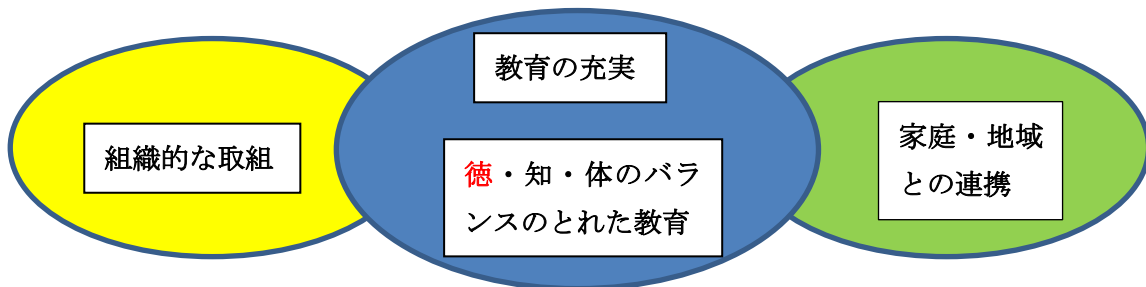 組織的な取組
教育の充実
徳・知・体のバラ
ンスのとれた教育
家庭・地域
との連携